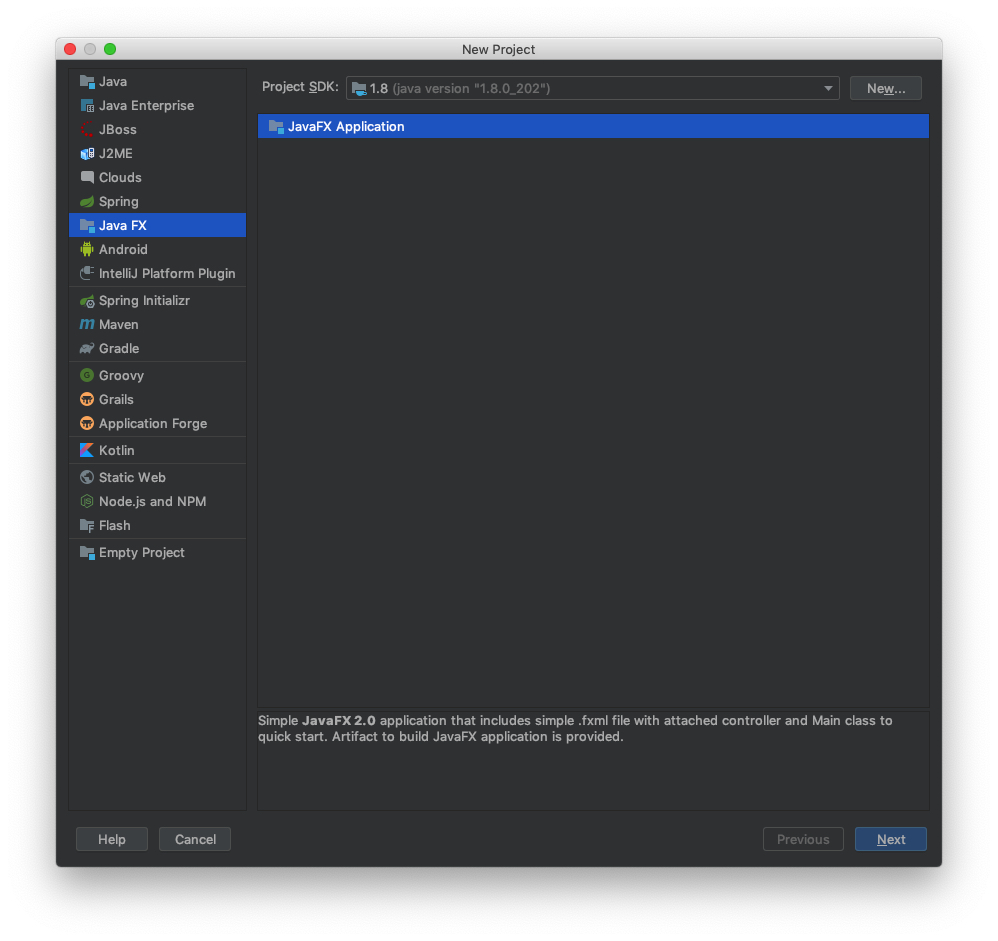 New Project
Java
Java Enterprise
JBoss
J2ME
Clouds
Spring
Java FX
Android
IntelliJ Platform Plugin
Spring Initializr
Maven
Gradle
Groovy
Grails
Application Forge
Kotlin
Static Web
Node.js and NPM
Flash
Empty Project
Project SDK: 1.8 (java version "1.8.0_202") New...
JavaFX Application
Simple JavaFX 2.0 application that includes simple .fxml file with attached controller and Main class to
quick start. Artifact to build JavaFX application is provided.
Help Cancel Previous Next